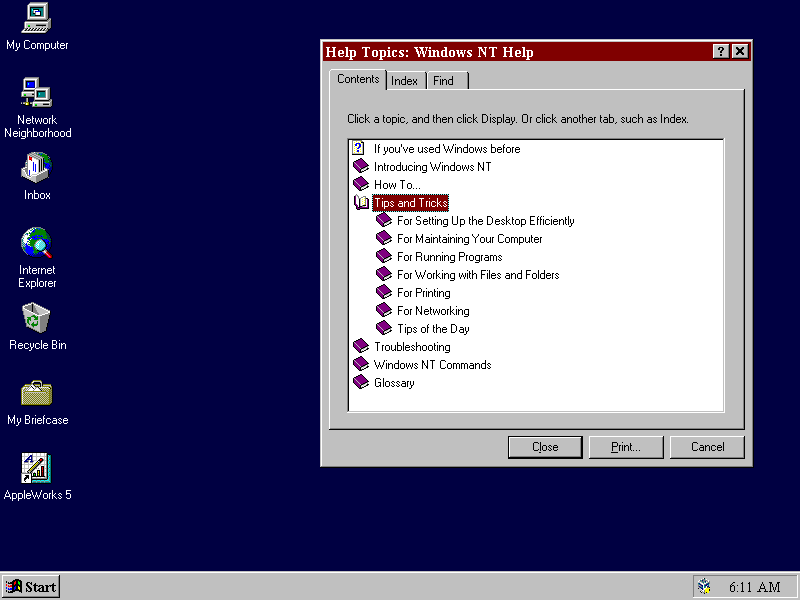 My Computer
Network
Neighborhood
Inbox
Internet
Explorer
Recycle Bin
My Briefcase
AppleWorks 5
Help Topics: Windows NT Help
Contents
Index
Find
Click a topic, and then click Display. Or click another tab, such as Index.
If you've used Windows before
Introducing Windows NT
How To...
Tips and Tricks
For Setting Up the Desktop Efficiently
For Maintaining Your Computer
For Running Programs
For Working with Files and Folders
For Printing
For Networking
Tips of the Day
Troubleshooting
Windows NT Commands
Glossary
Close
Print...
Cancel
Start
6:11 AM